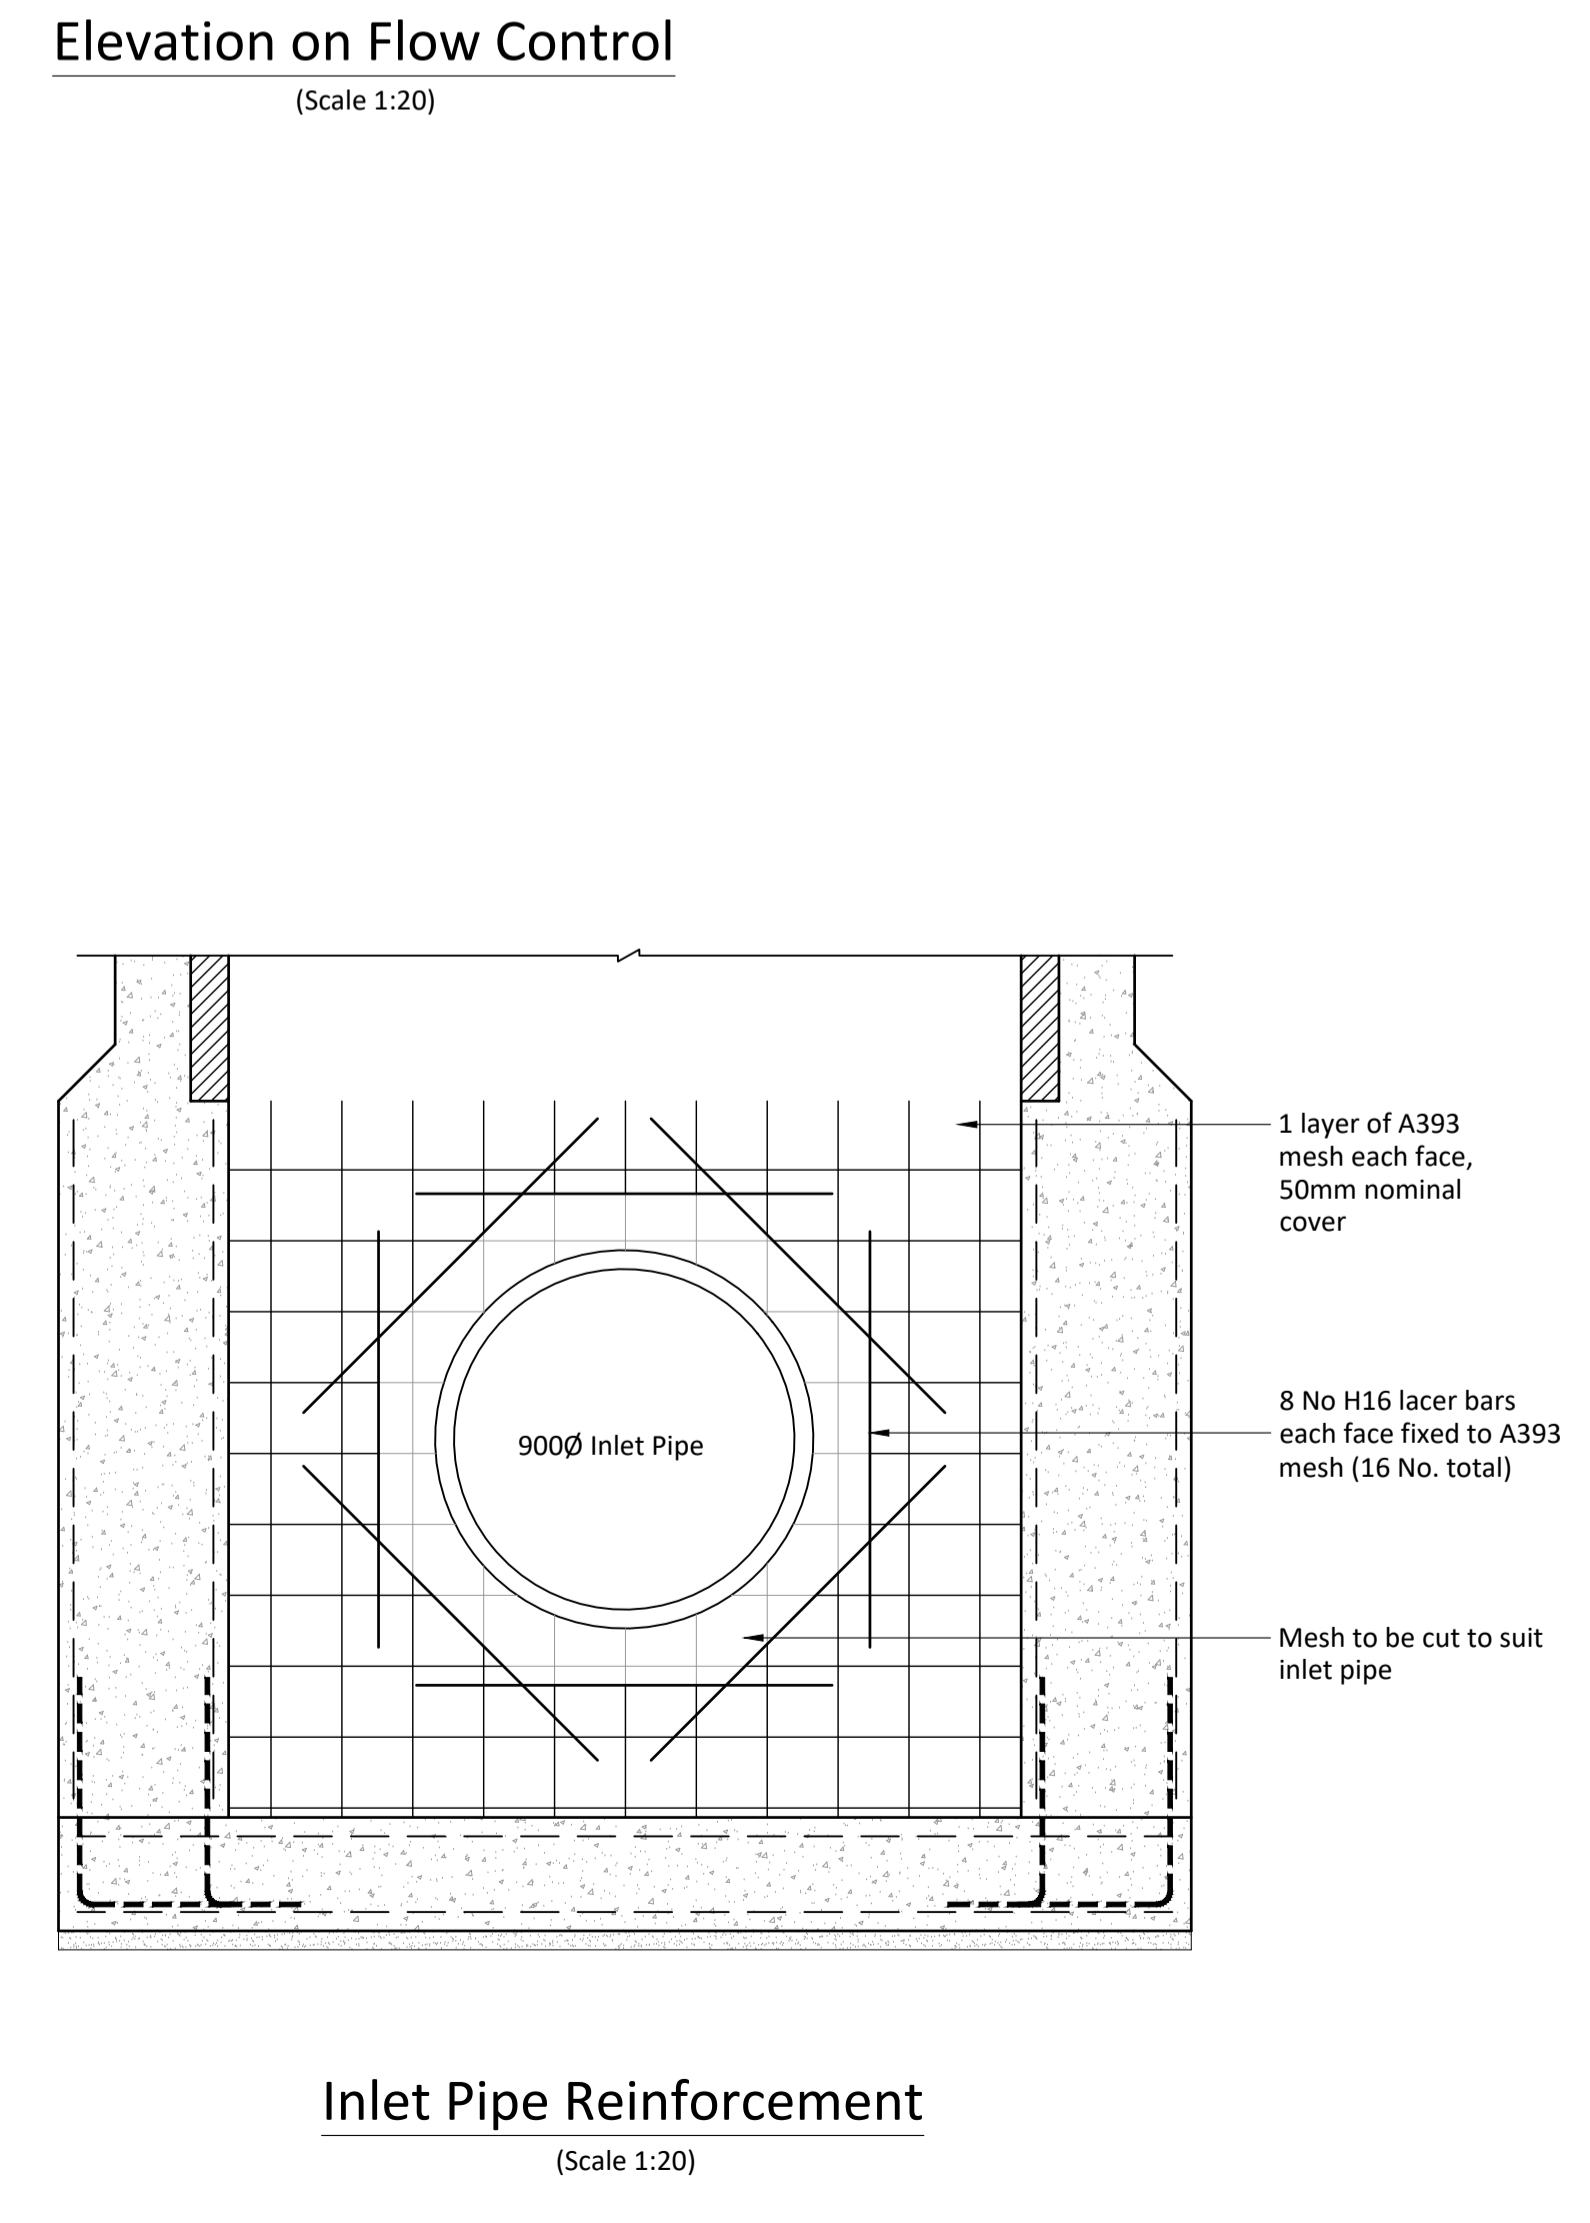 Elevation on Flow Control
(Scale 1:20)
1 layer of A393
mesh each face,
50mm nominal
cover
8 No H16 lacer bars
each face fixed to A393
mesh (16 No. total)
900Ø Inlet Pipe
Mesh to be cut to suit
inlet pipe
Inlet Pipe Reinforcement
(Scale 1:20)